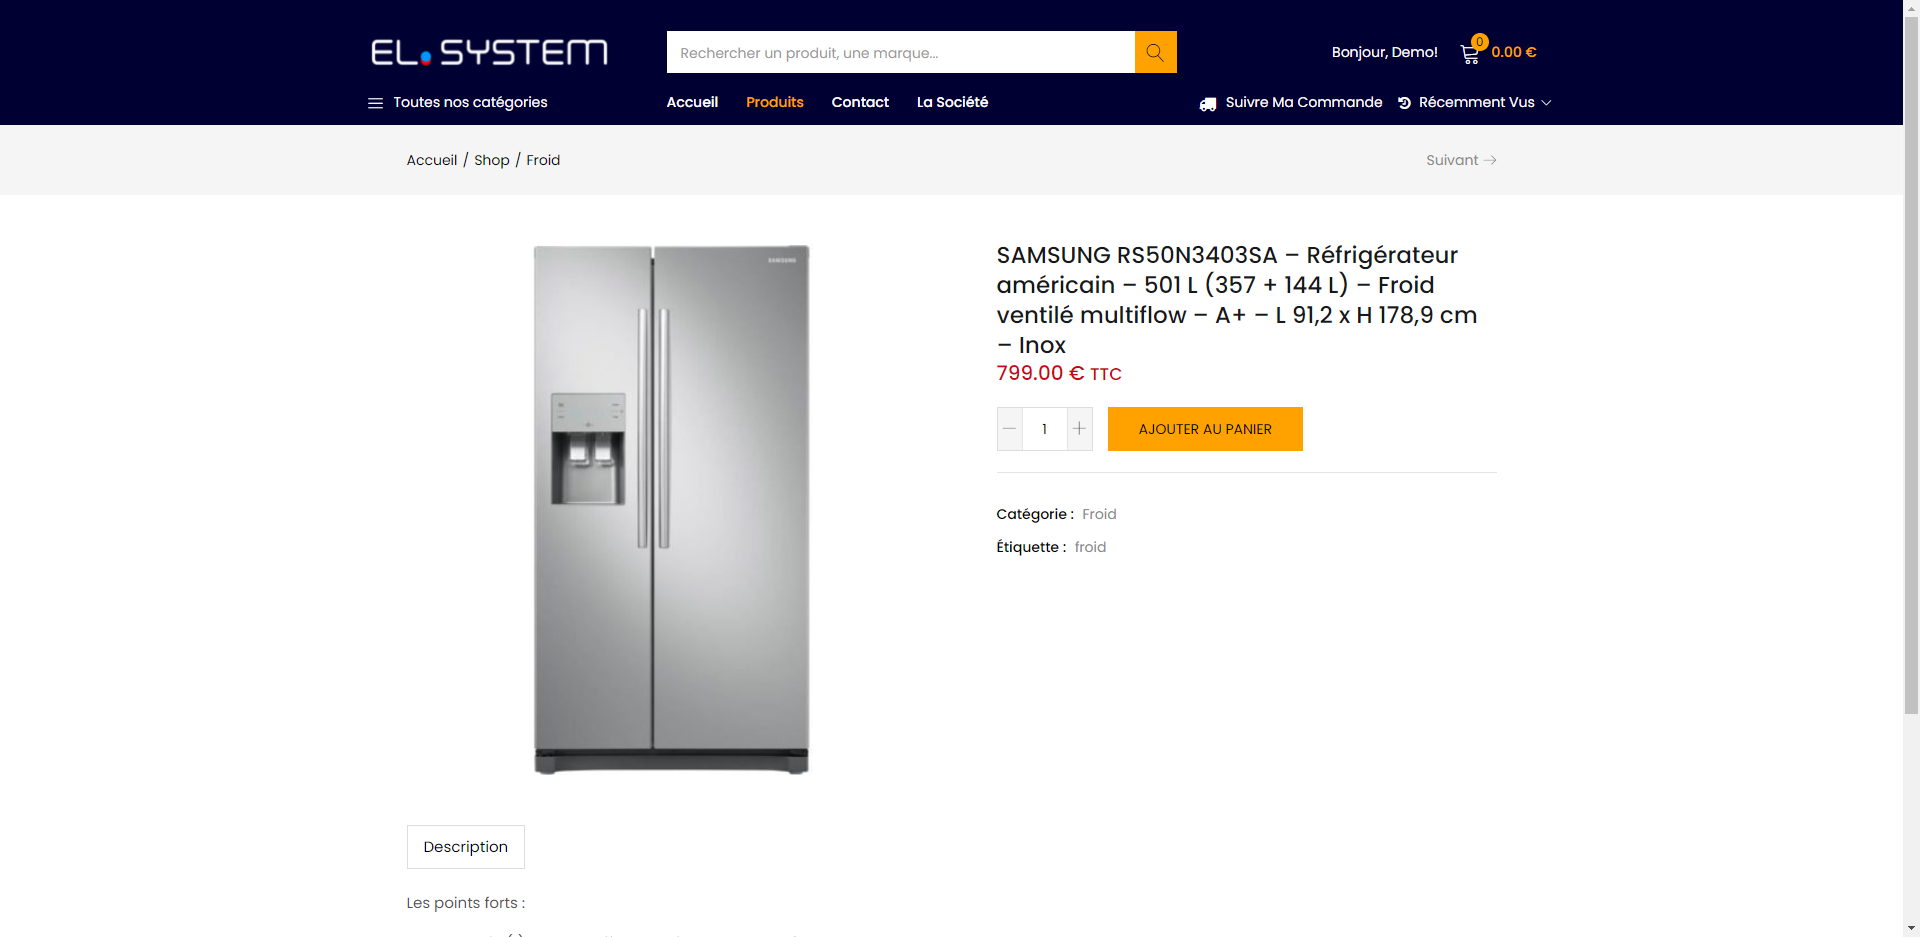 EL.SYSTEM
Rechercher un produit, une marque...
Bonjour, Demo!
0
0.00 €
Toutes nos catégories
Accueil
Produits
Contact
La Société
Suivre Ma Commande
Récemment Vus
Accueil / Shop / Froid
Suivant
SAMSUNG
SAMSUNG RS50N3403SA – Réfrigérateur
américain – 501 L (357 + 144 L) – Froid
ventilé multiflow – A+ – L 91,2 x H 178,9 cm
– Inox
799.00 € TTC
1
AJOUTER AU PANIER
Catégorie : Froid
Étiquette : froid
Description
Les points forts :